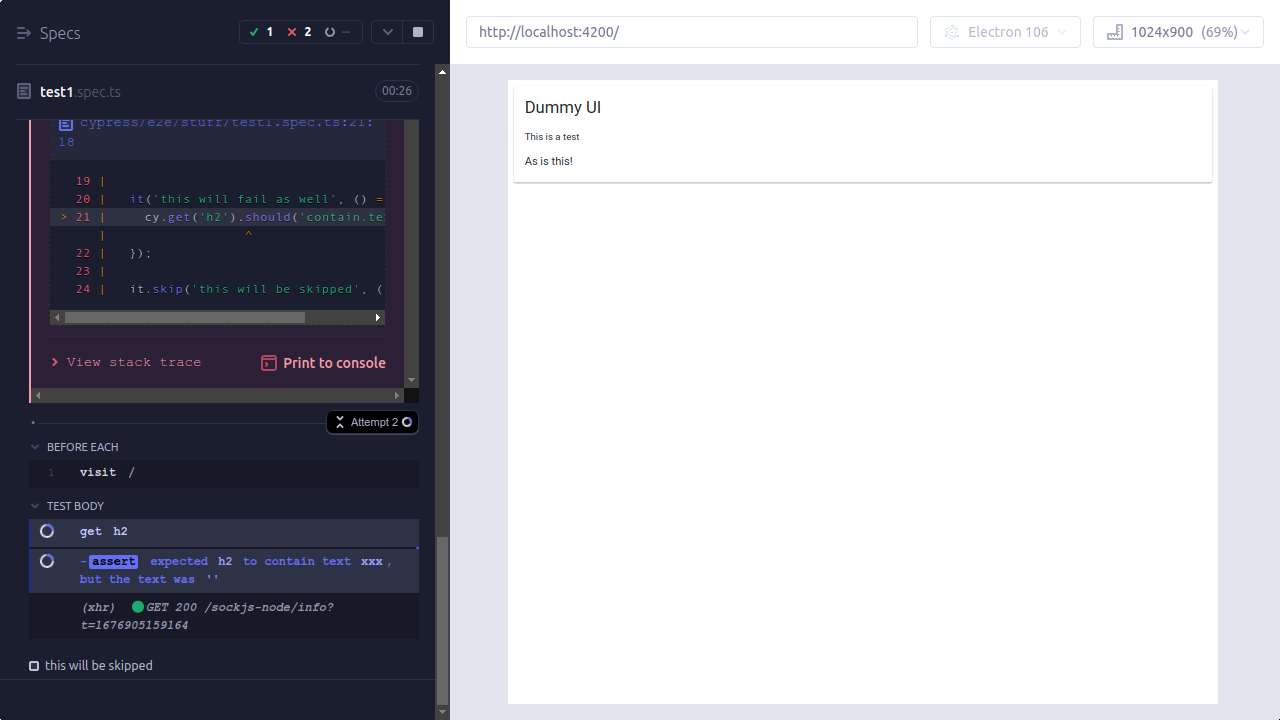 Specs
1
2
--
test1.spec.ts
00:26
cypress/e2e/stuff/test1.spec.ts:21:
18
19 |
20 | it('this will fail as well', () =
> 21 | cy.get('h2').should('contain.te
| ^
22 | });
23 |
24 | it.skip('this will be skipped', (
View stack trace
Print to console
Attempt 2
BEFORE EACH
1 visit /
TEST BODY
get h2
-assert expected h2 to contain text xxx,
but the text was ''
(xhr) GET 200 /sockjs-node/info?
t=1676905159164
this will be skipped
http://localhost:4200/
Electron 106
1024x900 (69%)
Dummy UI
This is a test
As is this!